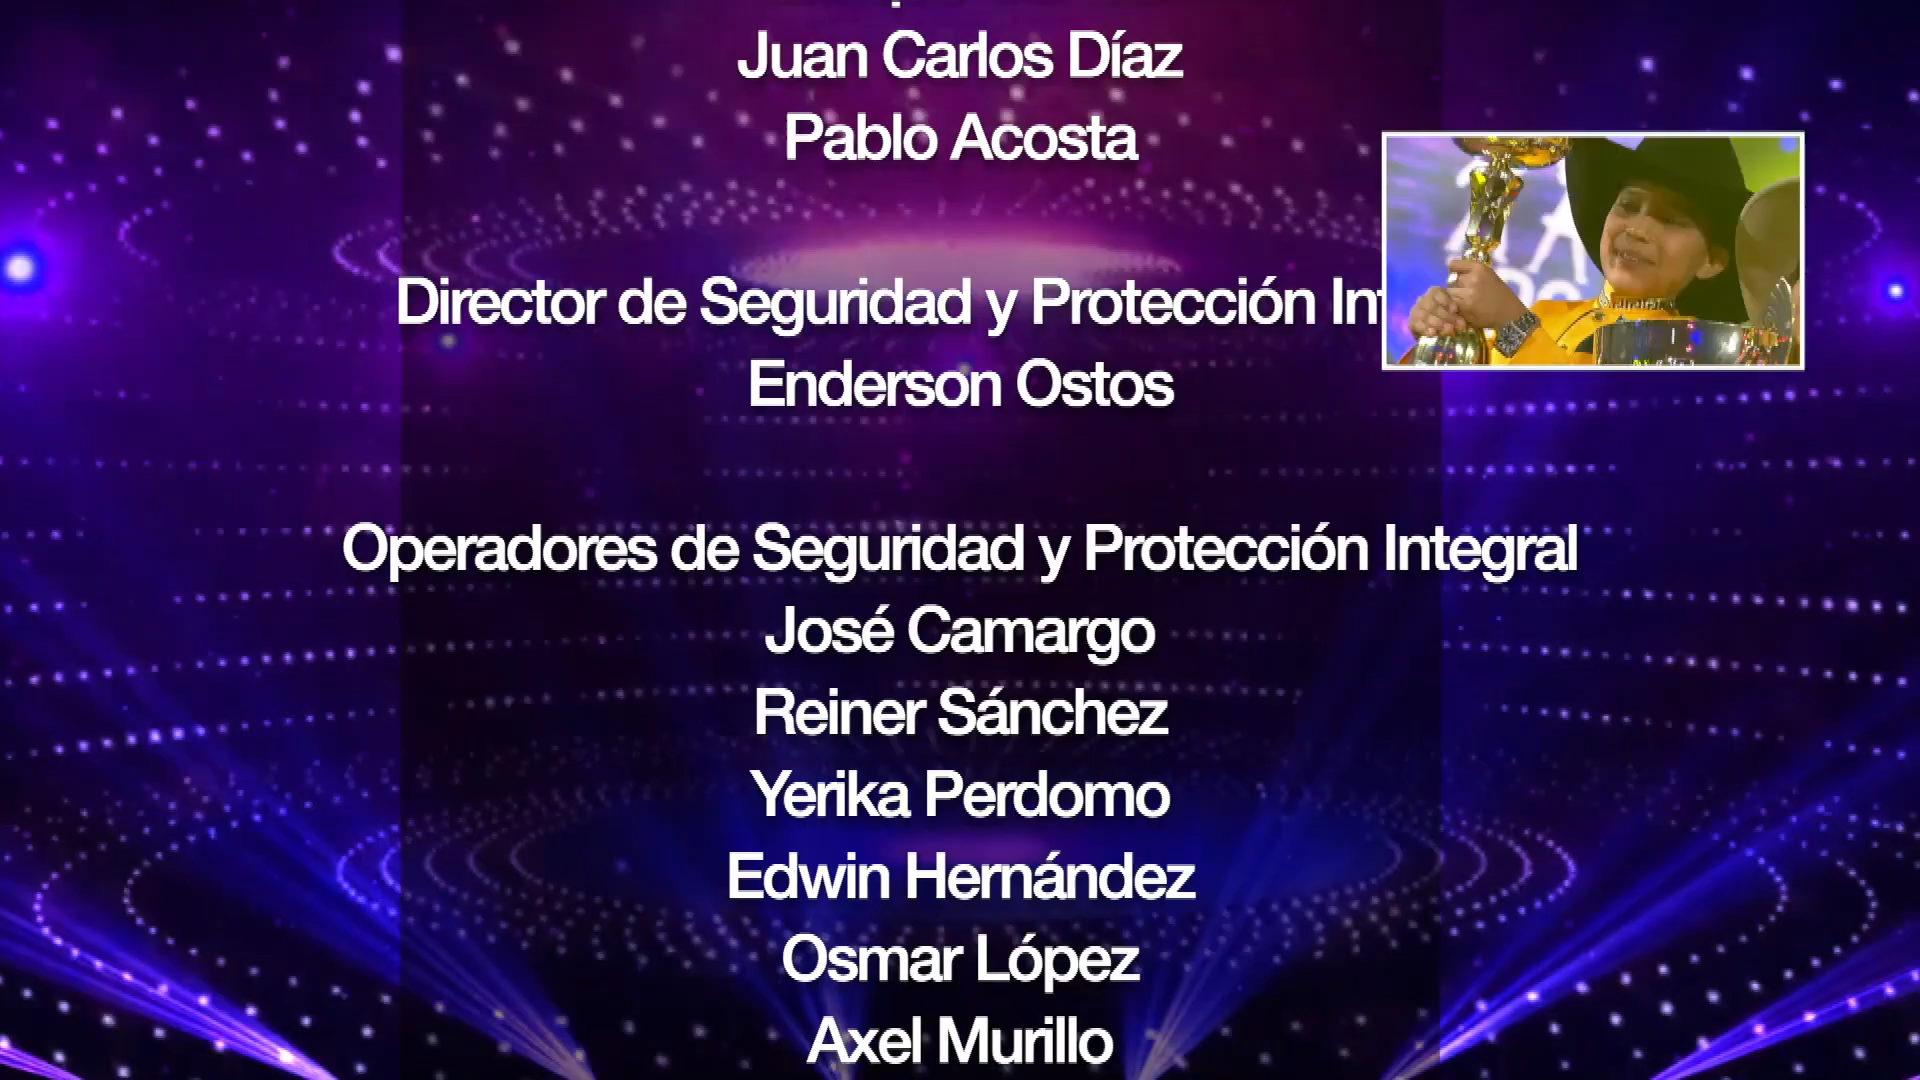 Juan Carlos Díaz
Pablo Acosta
Director de Seguridad y Protección
Enderson Ostos
Operadores de Seguridad y Protección Integral
José Camargo
Reiner Sánchez
Yerika Perdomo
Edwin Hernández
Osmar López
Axel Murillo